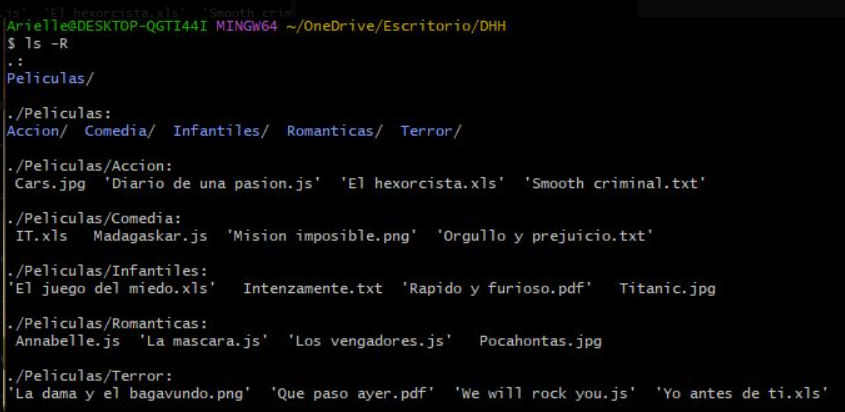 .js' 'El hexorcista.xls' 'Smooth crim
Arielle@DESKTOP-QGTI44I MINGW64 ~/OneDrive/Escritorio/DHH
$ ls -R
.:
Peliculas/
./Peliculas:
Accion/ Comedia/ Infantiles/ Romanticas/ Terror/
./Peliculas/Accion:
Cars.jpg 'Diario de una pasion.js' 'El hexorcista.xls' 'Smooth criminal.txt'
./Peliculas/Comedia:
IT.xls Madagaskar.js 'Mision imposible.png' 'Orgullo y prejuicio.txt'
./Peliculas/Infantiles:
'El juego del miedo.xls' Intenzamente.txt 'Rapido y furioso.pdf' Titanic.jpg
./Peliculas/Romanticas:
Annabelle.js 'La mascara.js' 'Los vengadores.js' Pocahontas.jpg
./Peliculas/Terror:
'La dama y el bagavundo.png' 'Que paso ayer.pdf' 'We will rock you.js' 'Yo antes de ti.xls'